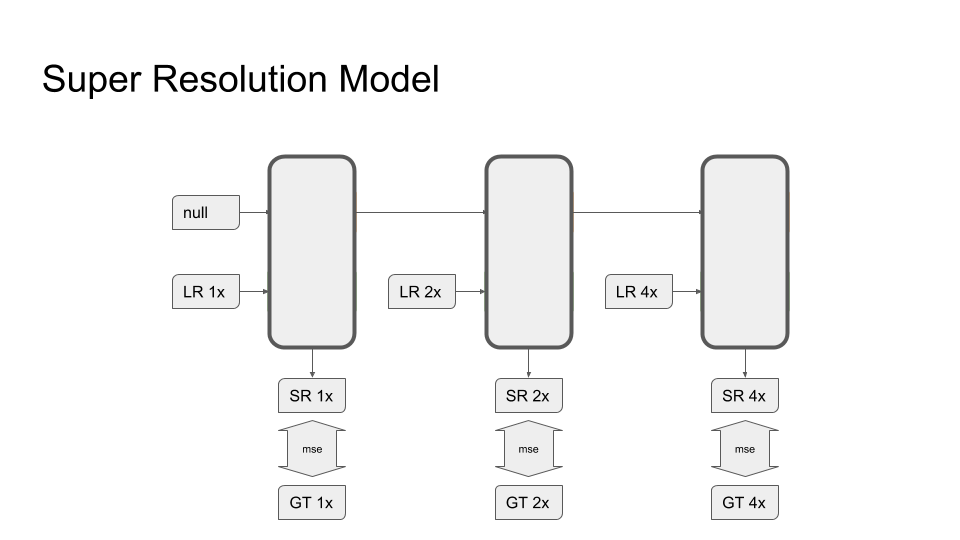 Super Resolution Model
null
LR 1x
LR 2x
LR 4x
SR 1x
SR 2x
SR 4x
mse
mse
mse
GT 1x
GT 2x
GT 4x